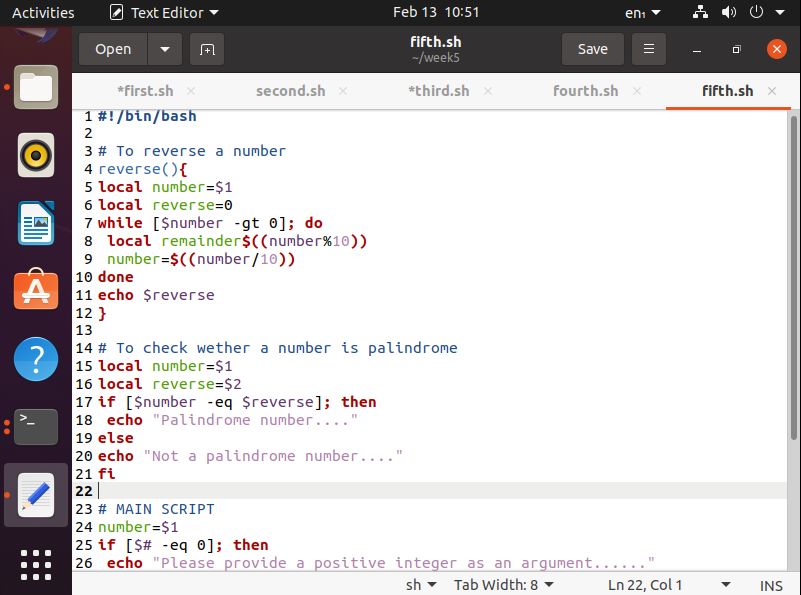 Activities Text Editor Feb 13 10:51 en₁
Open fifth.sh Save
~/week5
*first.sh second.sh *third.sh fourth.sh fifth.sh
1 #!/bin/bash
2
3 # To reverse a number
4 reverse(){
5 local number=$1
6 local reverse=0
7 while [$number -gt 0]; do
8  local remainder$((number%10))
9  number=$((number/10))
10 done
11 echo $reverse
12 }
13
14 # To check wether a number is palindrome
15 local number=$1
16 local reverse=$2
17 if [$number -eq $reverse]; then
18  echo "Palindrome number...."
19 else
20 echo "Not a palindrome number...."
21 fi
22
23 # MAIN SCRIPT
24 number=$1
25 if [$# -eq 0]; then
26  echo "Please provide a positive integer as an argument......"
sh Tab Width: 8 Ln 22, Col 1 INS